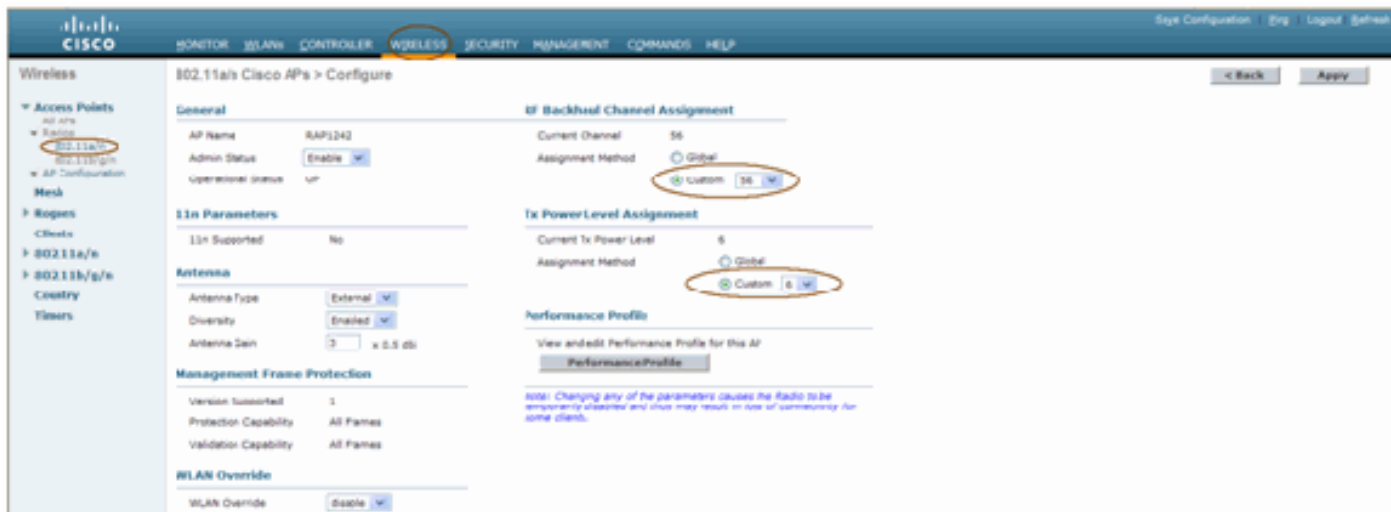 CISCO
MONITOR WLANs CONTROLLER WIRELESS SECURITY MANAGEMENT COMMANDS HELP
Save Configuration Ping Logout Refresh
Wireless
802.11a/n Cisco APs > Configure
< Back
Apply
Access Points
All APs
Radios
802.11a/n
802.11b/g/n
AP Configuration
Mesh
Rogues
Clients
802.11a/n
802.11b/g/n
Country
Timers
General
AP Name RAP1242
Admin Status Enable
Operational Status UP
11n Parameters
11n Supported No
Antenna
Antenna Type External
Diversity Enabled
Antenna Gain 3 x 0.5 dBi
Management Frame Protection
Version Supported 1
Protection Capability All Frames
Validation Capability All Frames
WLAN Override
WLAN Override disable
RF Backhaul Channel Assignment
Current Channel 56
Assignment Method Global
Custom 56
Tx Power Level Assignment
Current Tx Power Level 6
Assignment Method Global
Custom 6
Performance Profile
View and edit Performance Profile for this AP
Performance Profile
Note: Changing any of the parameters causes the Radio to be
temporarily disabled and thus may result in loss of connectivity for
some clients.